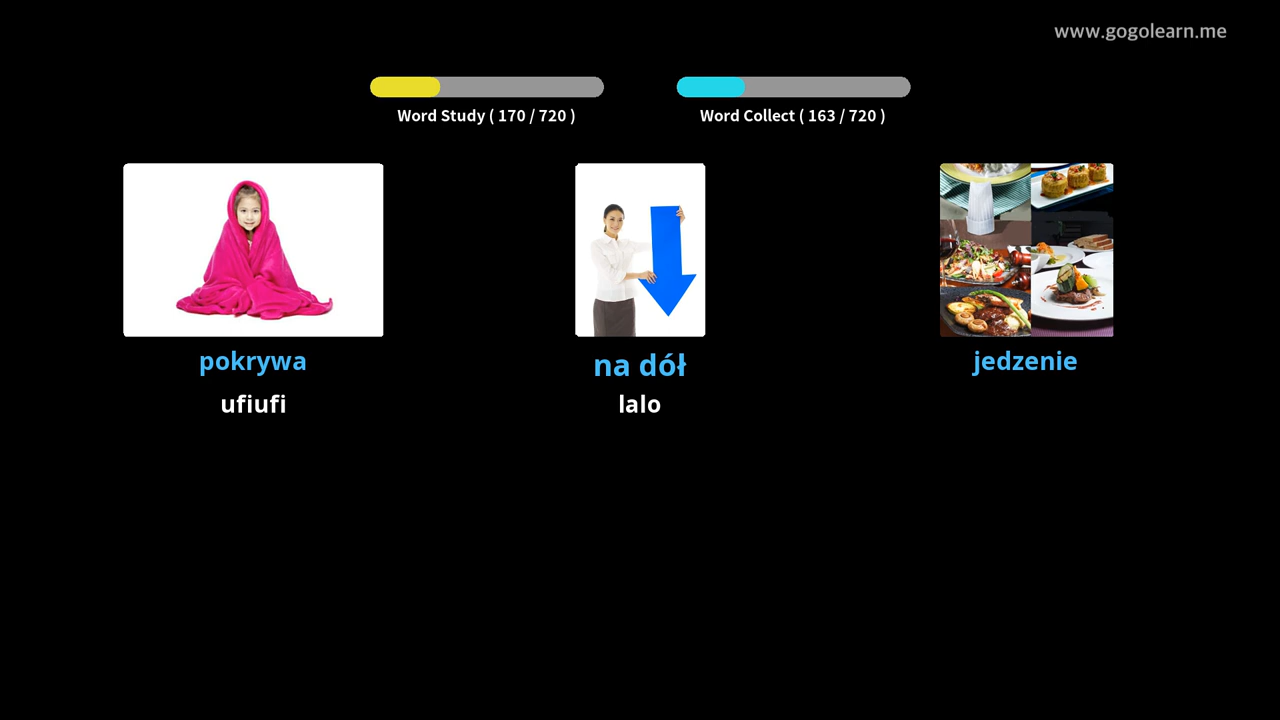 www.gogolearn.me
Word Study ( 170 / 720 )
Word Collect ( 163 / 720 )
pokrywa
na dół
jedzenie
ufiufi
lalo